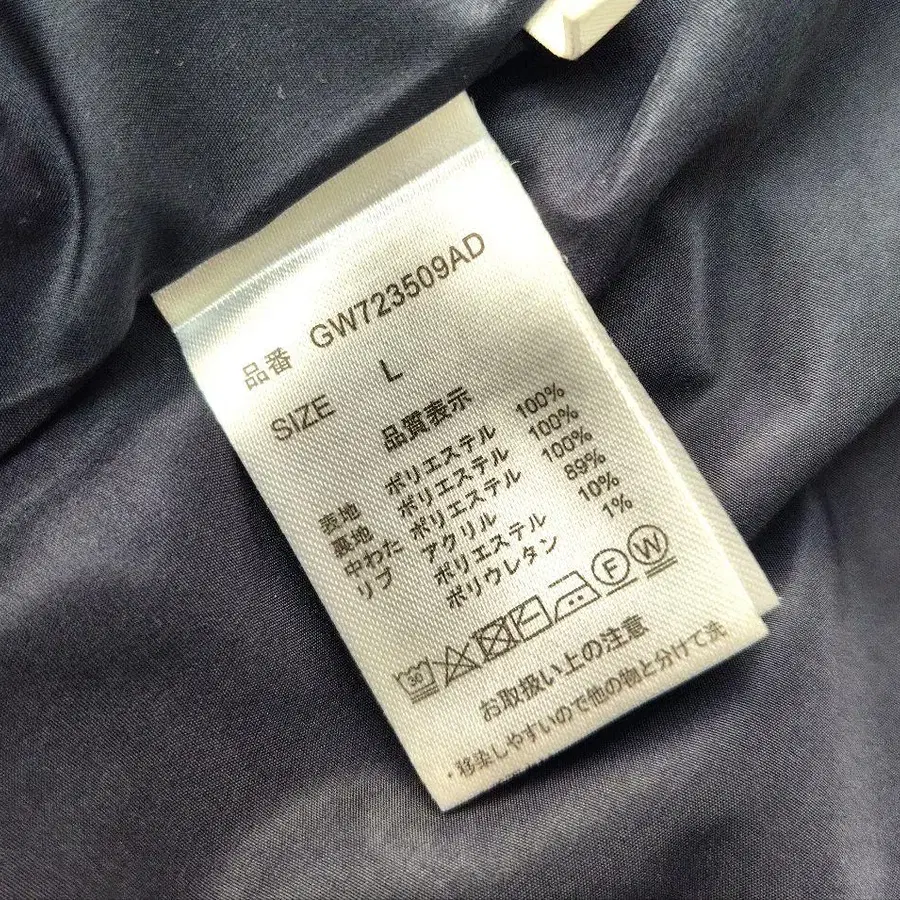 品番 GW723509AD
SIZE L
品質表示
表地 ポリエステル 100%
裏地 ポリエステル 100%
中わた ポリエステル 100%
リブ アクリル 89%
ポリエステル 10%
ポリウレタン 1%
30 F W
お取扱い上の注意
・移染しやすいので他の物と分けて洗